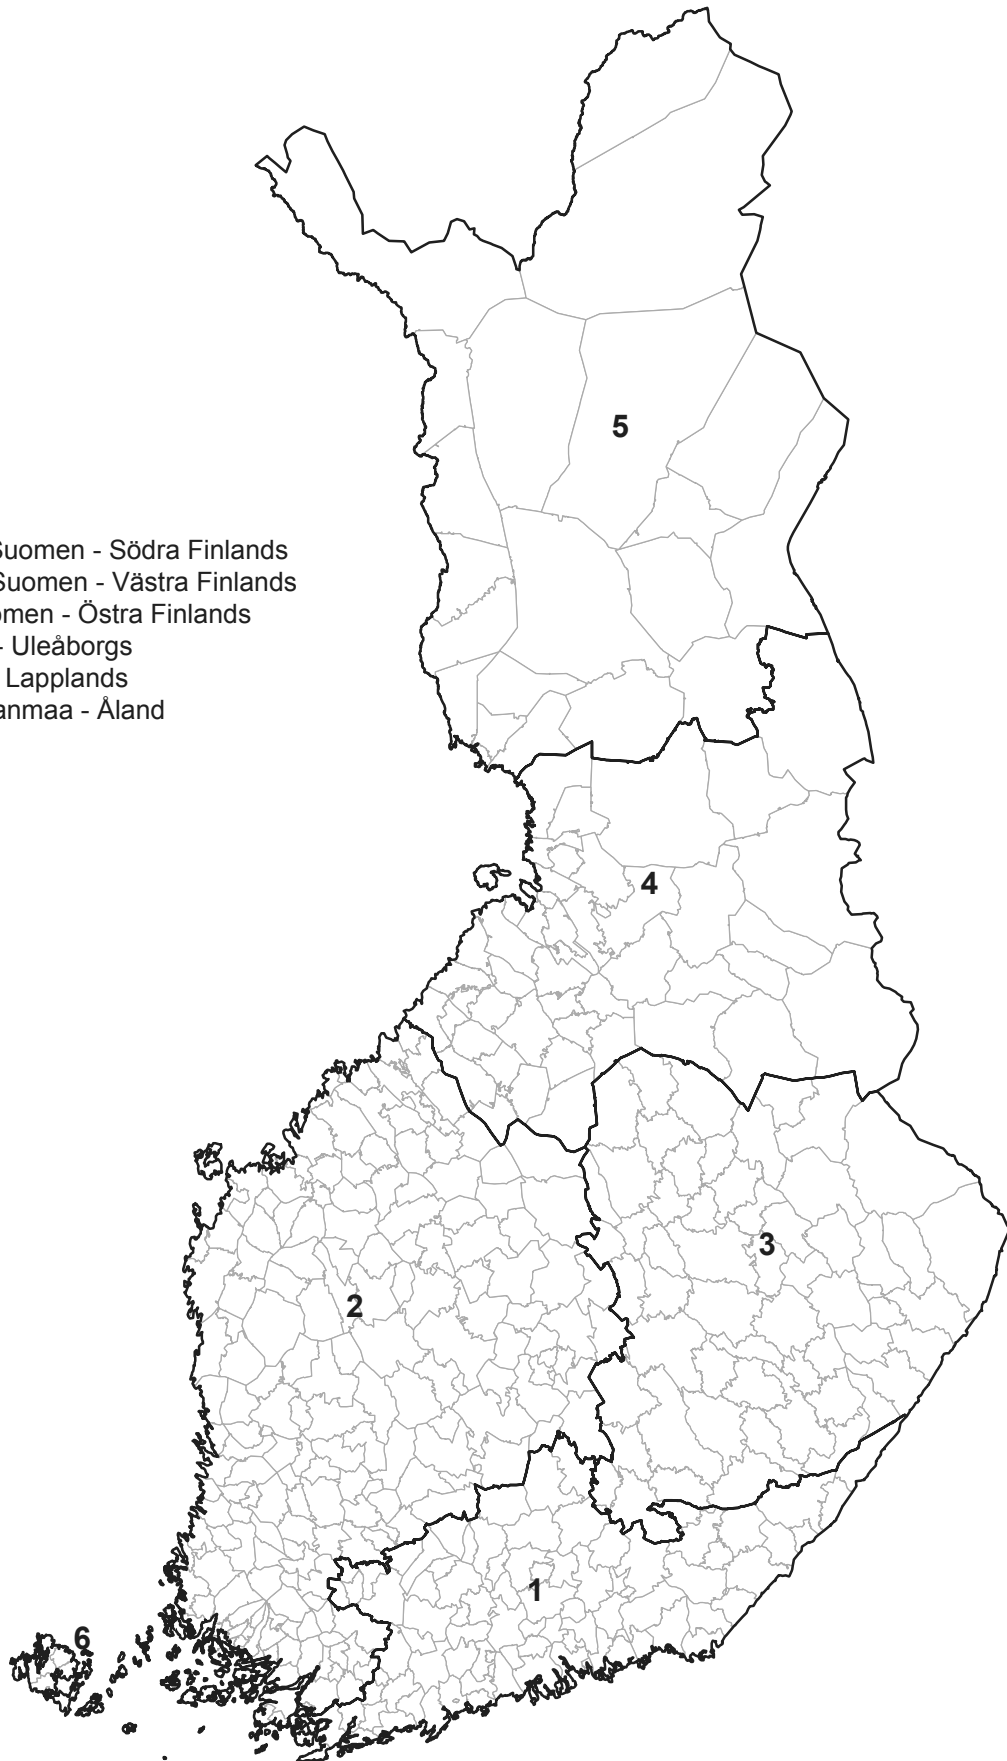 5
Suomen - Södra Finlands
Suomen - Västra Finlands
omen - Östra Finlands
- Uleåborgs
Lapplands
anmaa - Åland
4
3
2
1
6